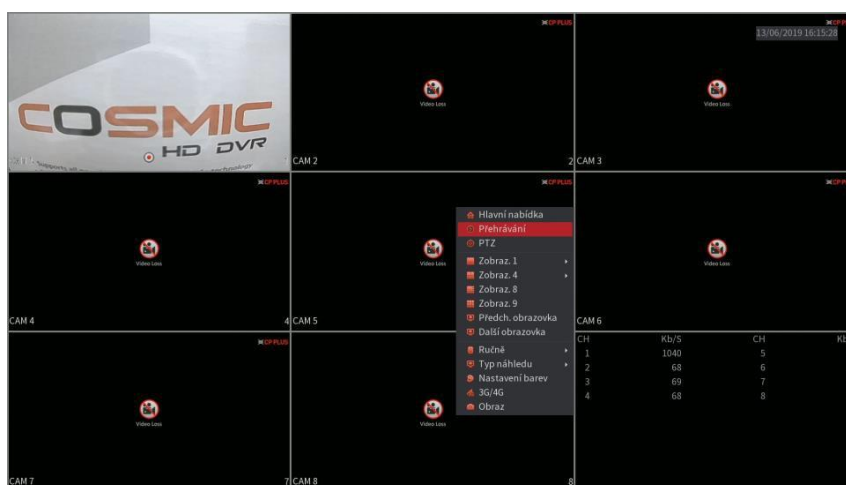 CP PLUS
CP P
13/06/2019 16:15:28
Video Loss
Video Loss
COSMIC
HD DVR
technology
1
CAM 2
2
CAM 3
CP PLUS
CP PLUS
CP P
Hlavní nabídka
Přehrávání
PTZ
Video Loss
Video Loss
Video Loss
Zobraz. 1
Zobraz. 4
Zobraz. 8
Zobraz. 9
Předch. obrazovka
Další obrazovka
CAM 4
4
CAM 5
CAM 6
CP PLUS
Ručně
Typ náhledu
Nastavení barev
3G/4G
Obraz
CH Kb/S CH Kb
1 1040 5
2 68 6
3 69 7
4 68 8
Video Loss
Video Loss
CAM 7
7
CAM 8
8